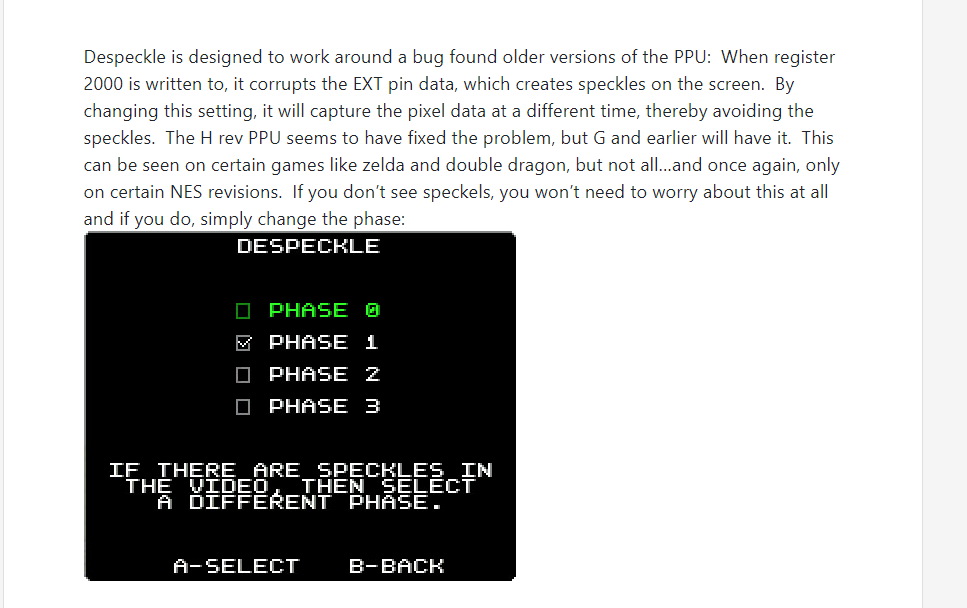 Despeckle is designed to work around a bug found older versions of the PPU:  When register
2000 is written to, it corrupts the EXT pin data, which creates speckles on the screen.  By
changing this setting, it will capture the pixel data at a different time, thereby avoiding the
speckles.  The H rev PPU seems to have fixed the problem, but G and earlier will have it.  This
can be seen on certain games like zelda and double dragon, but not all...and once again, only
on certain NES revisions.  If you don't see speckels, you won't need to worry about this at all
and if you do, simply change the phase:
DESPECKLE
PHASE 0
PHASE 1
PHASE 2
PHASE 3
IF THERE ARE SPECKLES IN
THE VIDEO, THEN SELECT
A DIFFERENT PHASE.
A-SELECT B-BACK